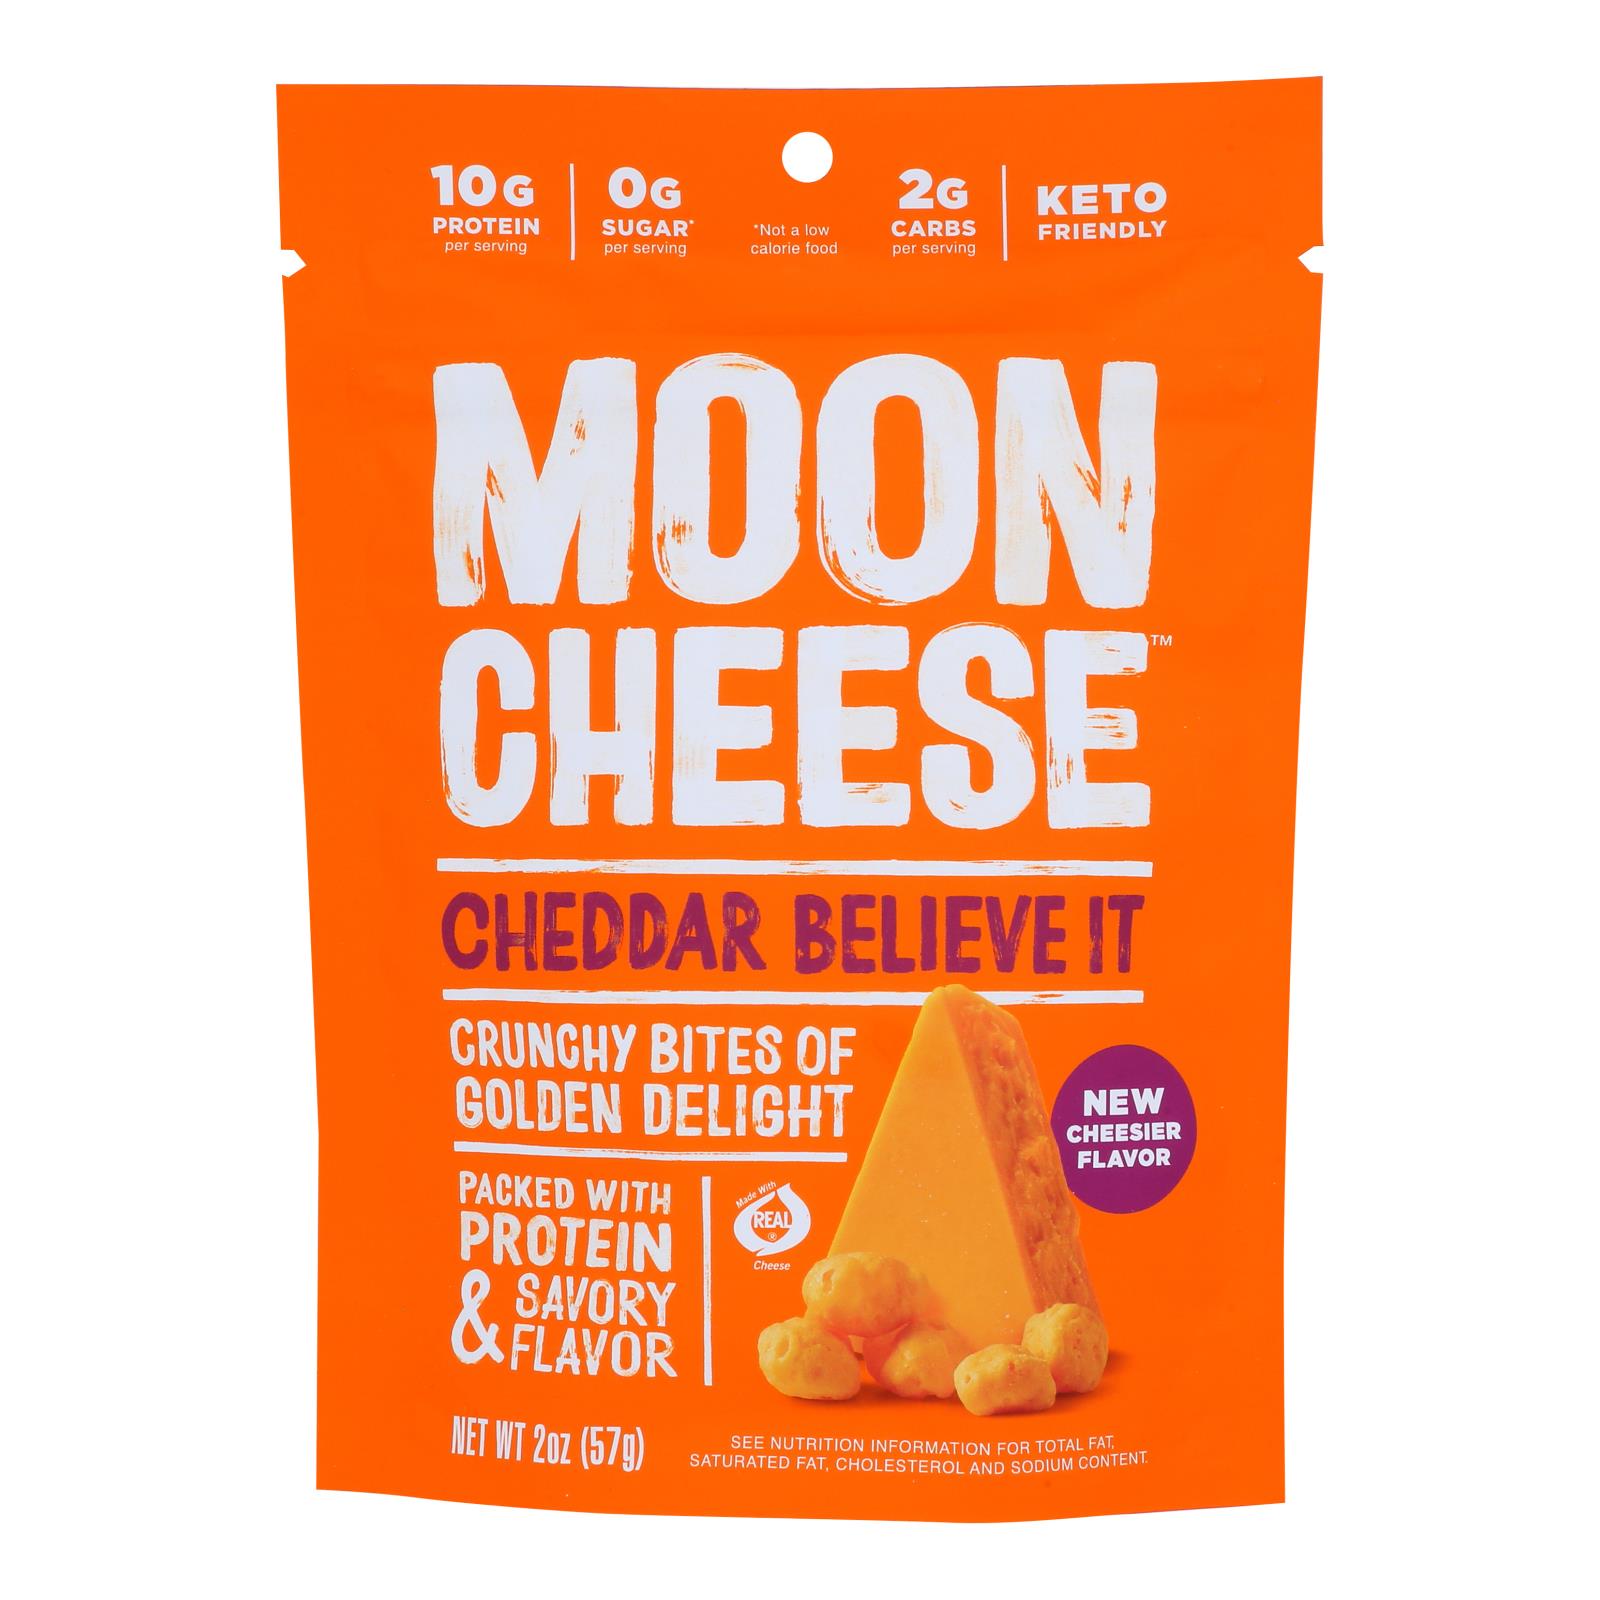 10G
PROTEIN
per serving
0G
SUGAR*
per serving
*Not a low
calorie food
2G
CARBS
per serving
KETO
FRIENDLY
MOON
CHEESE™
CHEDDAR BELIEVE IT
CRUNCHY BITES OF
GOLDEN DELIGHT
NEW
CHEESIER
FLAVOR
PACKED WITH
PROTEIN
& SAVORY
FLAVOR
Made With
REAL
®
Cheese
NET WT 2oz (57g)
SEE NUTRITION INFORMATION FOR TOTAL FAT,
SATURATED FAT, CHOLESTEROL AND SODIUM CONTENT.